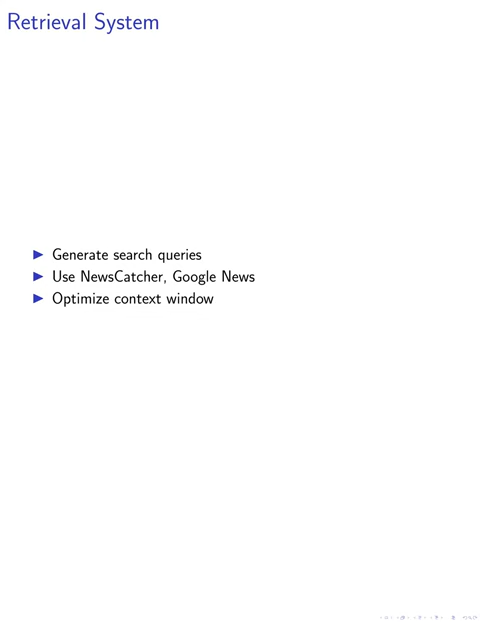 Retrieval System
Generate search queries
Use NewsCatcher, Google News
Optimize context window